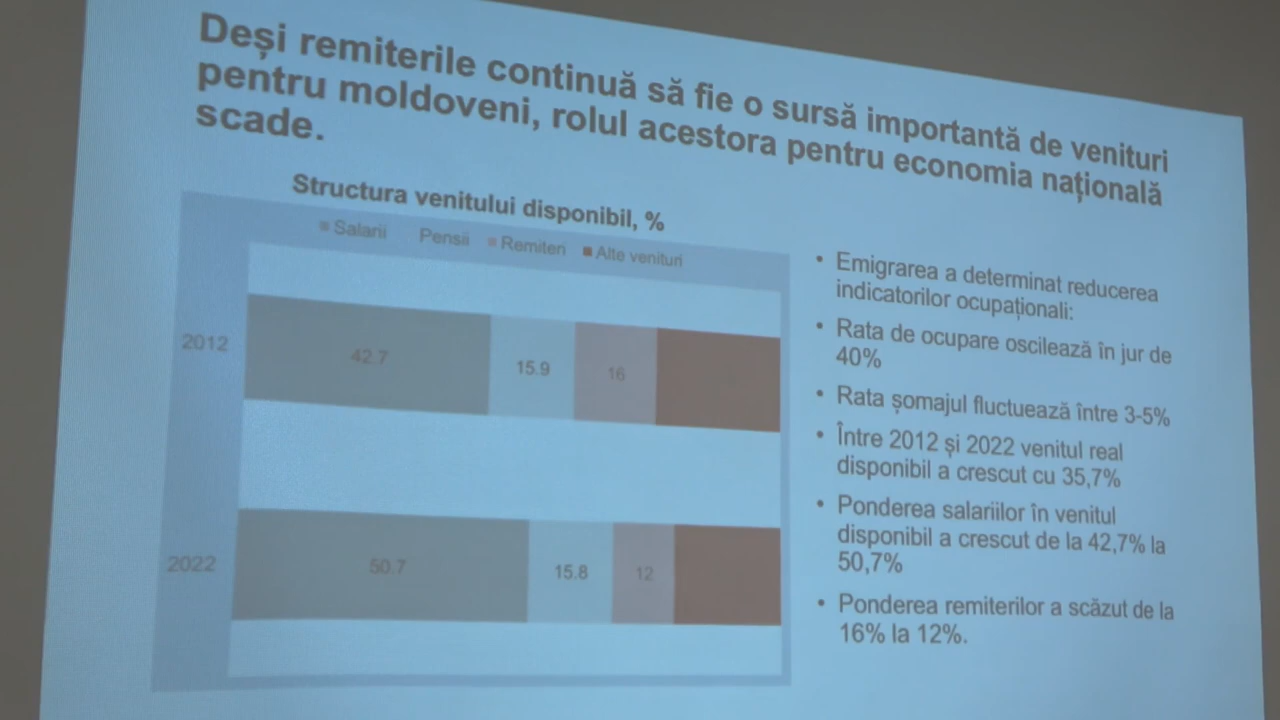 Deși remiterile continuă să fie o sursă importantă de venituri
pentru moldoveni, rolul acestora pentru economia națională
scade.
Structura venitului disponibil, %
Salarii Pensii Remiteri Alte venituri
2012
42.7 15.9 16
2022
50.7 15.8 12
• Emigrarea a determinat reducerea
indicatorilor ocupaționali:
• Rata de ocupare oscilează în jur de
40%
• Rata șomajul fluctuează între 3-5%
• Între 2012 și 2022 venitul real
disponibil a crescut cu 35,7%
• Ponderea salariilor în venitul
disponibil a crescut de la 42,7% la
50,7%
• Ponderea remiterilor a scăzut de la
16% la 12%.